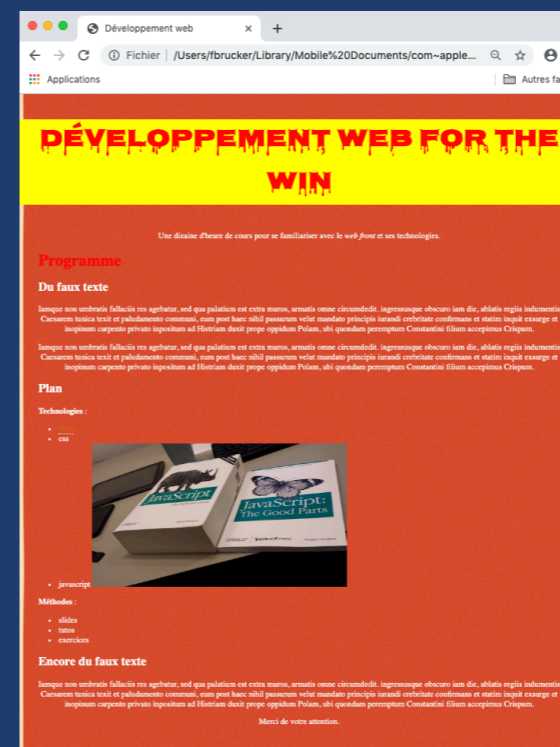 Développement web
Fichier | /Users/fbrucker/Library/Mobile%20Documents/com~apple...
Applications
Autres fa
DÉVELOPPEMENT WEB FOR THE
WIN
Une dizaine d'heure de cours pour se familiariser avec le web front et ses technologies.
Programme
Du faux texte
Iamque non umbratis fallaciis res agebatur, sed qua palatium est extra muros, armatis omne circumdedit. ingressusque obscuro iam die, ablatis regiis indumentis
Caesarem tunica texit et paludamento communi, eum post haec nihil passurum velut mandato principis iurandi crebritate confirmans et statim inquit exsurge et
inopinum carpento privato inpositum ad Histriam duxit prope oppidum Polam, ubi quondam peremptum Constantini filium accepimus Crispum.
Iamque non umbratis fallaciis res agebatur, sed qua palatium est extra muros, armatis omne circumdedit. ingressusque obscuro iam die, ablatis regiis indumentis
Caesarem tunica texit et paludamento communi, eum post haec nihil passurum velut mandato principis iurandi crebritate confirmans et statim inquit exsurge et
inopinum carpento privato inpositum ad Histriam duxit prope oppidum Polam, ubi quondam peremptum Constantini filium accepimus Crispum.
Plan
Technologies :
css
JavaScript
JavaScript:
The Good Parts
O'REILLY
javascript
Méthodes :
slides
tutos
exercices
Encore du faux texte
Iamque non umbratis fallaciis res agebatur, sed qua palatium est extra muros, armatis omne circumdedit. ingressusque obscuro iam die, ablatis regiis indumentis
Caesarem tunica texit et paludamento communi, eum post haec nihil passurum velut mandato principis iurandi crebritate confirmans et statim inquit exsurge et
inopinum carpento privato inpositum ad Histriam duxit prope oppidum Polam, ubi quondam peremptum Constantini filium accepimus Crispum.
Merci de votre attention.